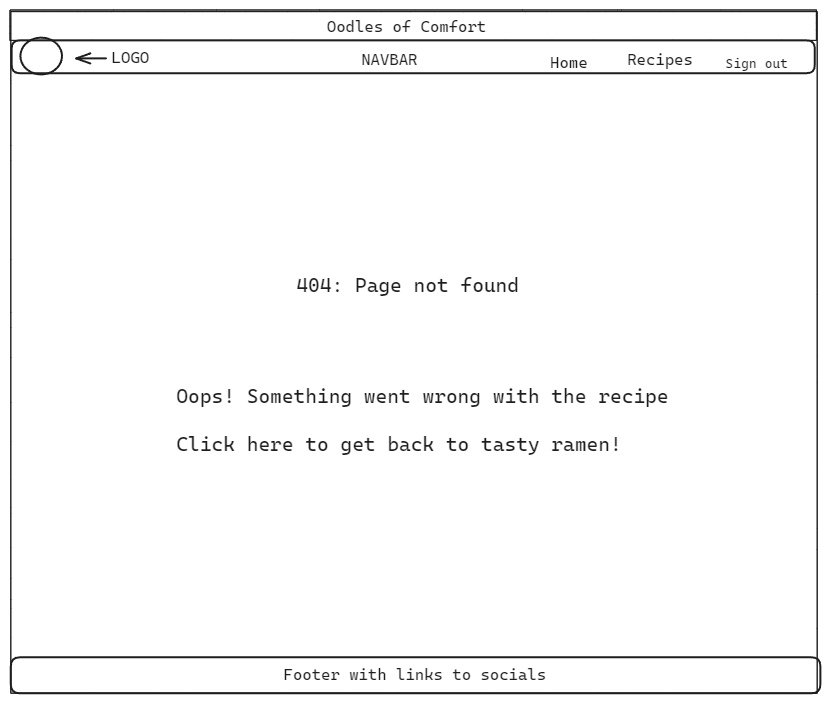 Oodles of Comfort
LOGO
NAVBAR
Home
Recipes
Sign out
404: Page not found
Oops! Something went wrong with the recipe
Click here to get back to tasty ramen!
Footer with links to socials